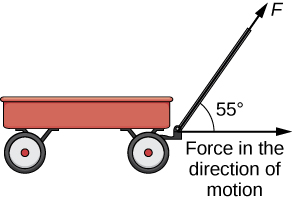 F
55°
Force in the
direction of
motion